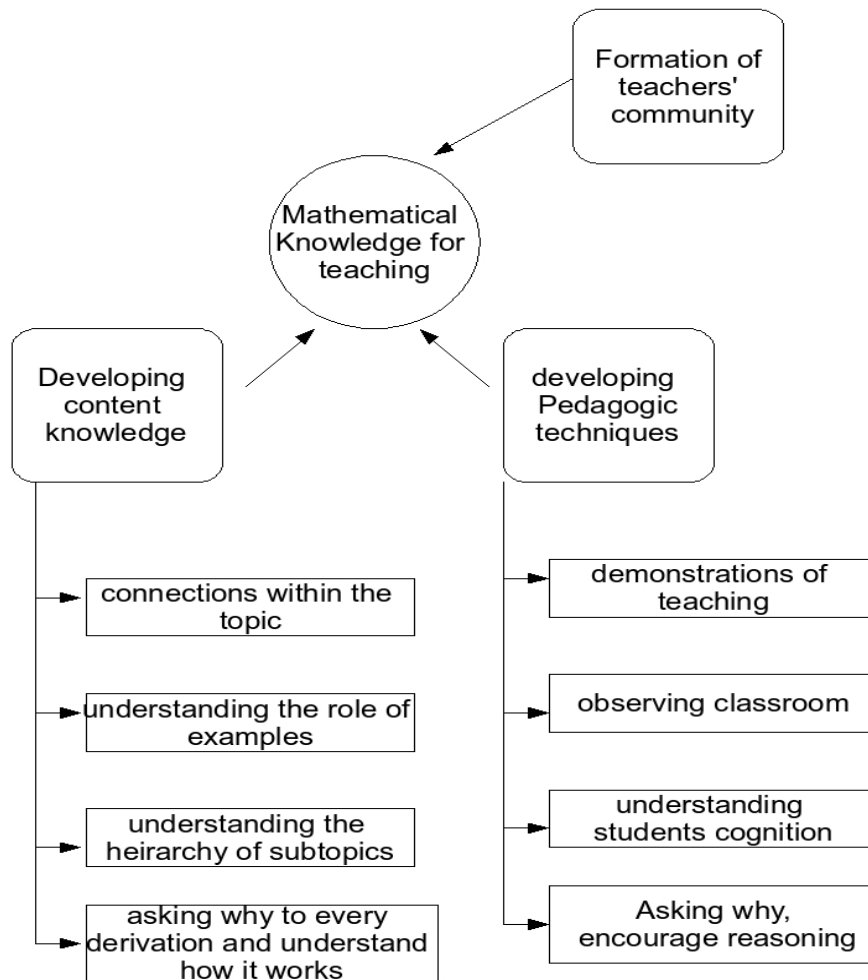 Formation of
teachers'
community
Mathematical
Knowledge for
teaching
Developing
content
knowledge
developing
Pedagogic
techniques
connections within the
topic
understanding the role of
examples
understanding the
heirarchy of subtopics
asking why to every
derivation and understand
how it works
demonstrations of
teaching
observing classroom
understanding
students cognition
Asking why,
encourage reasoning